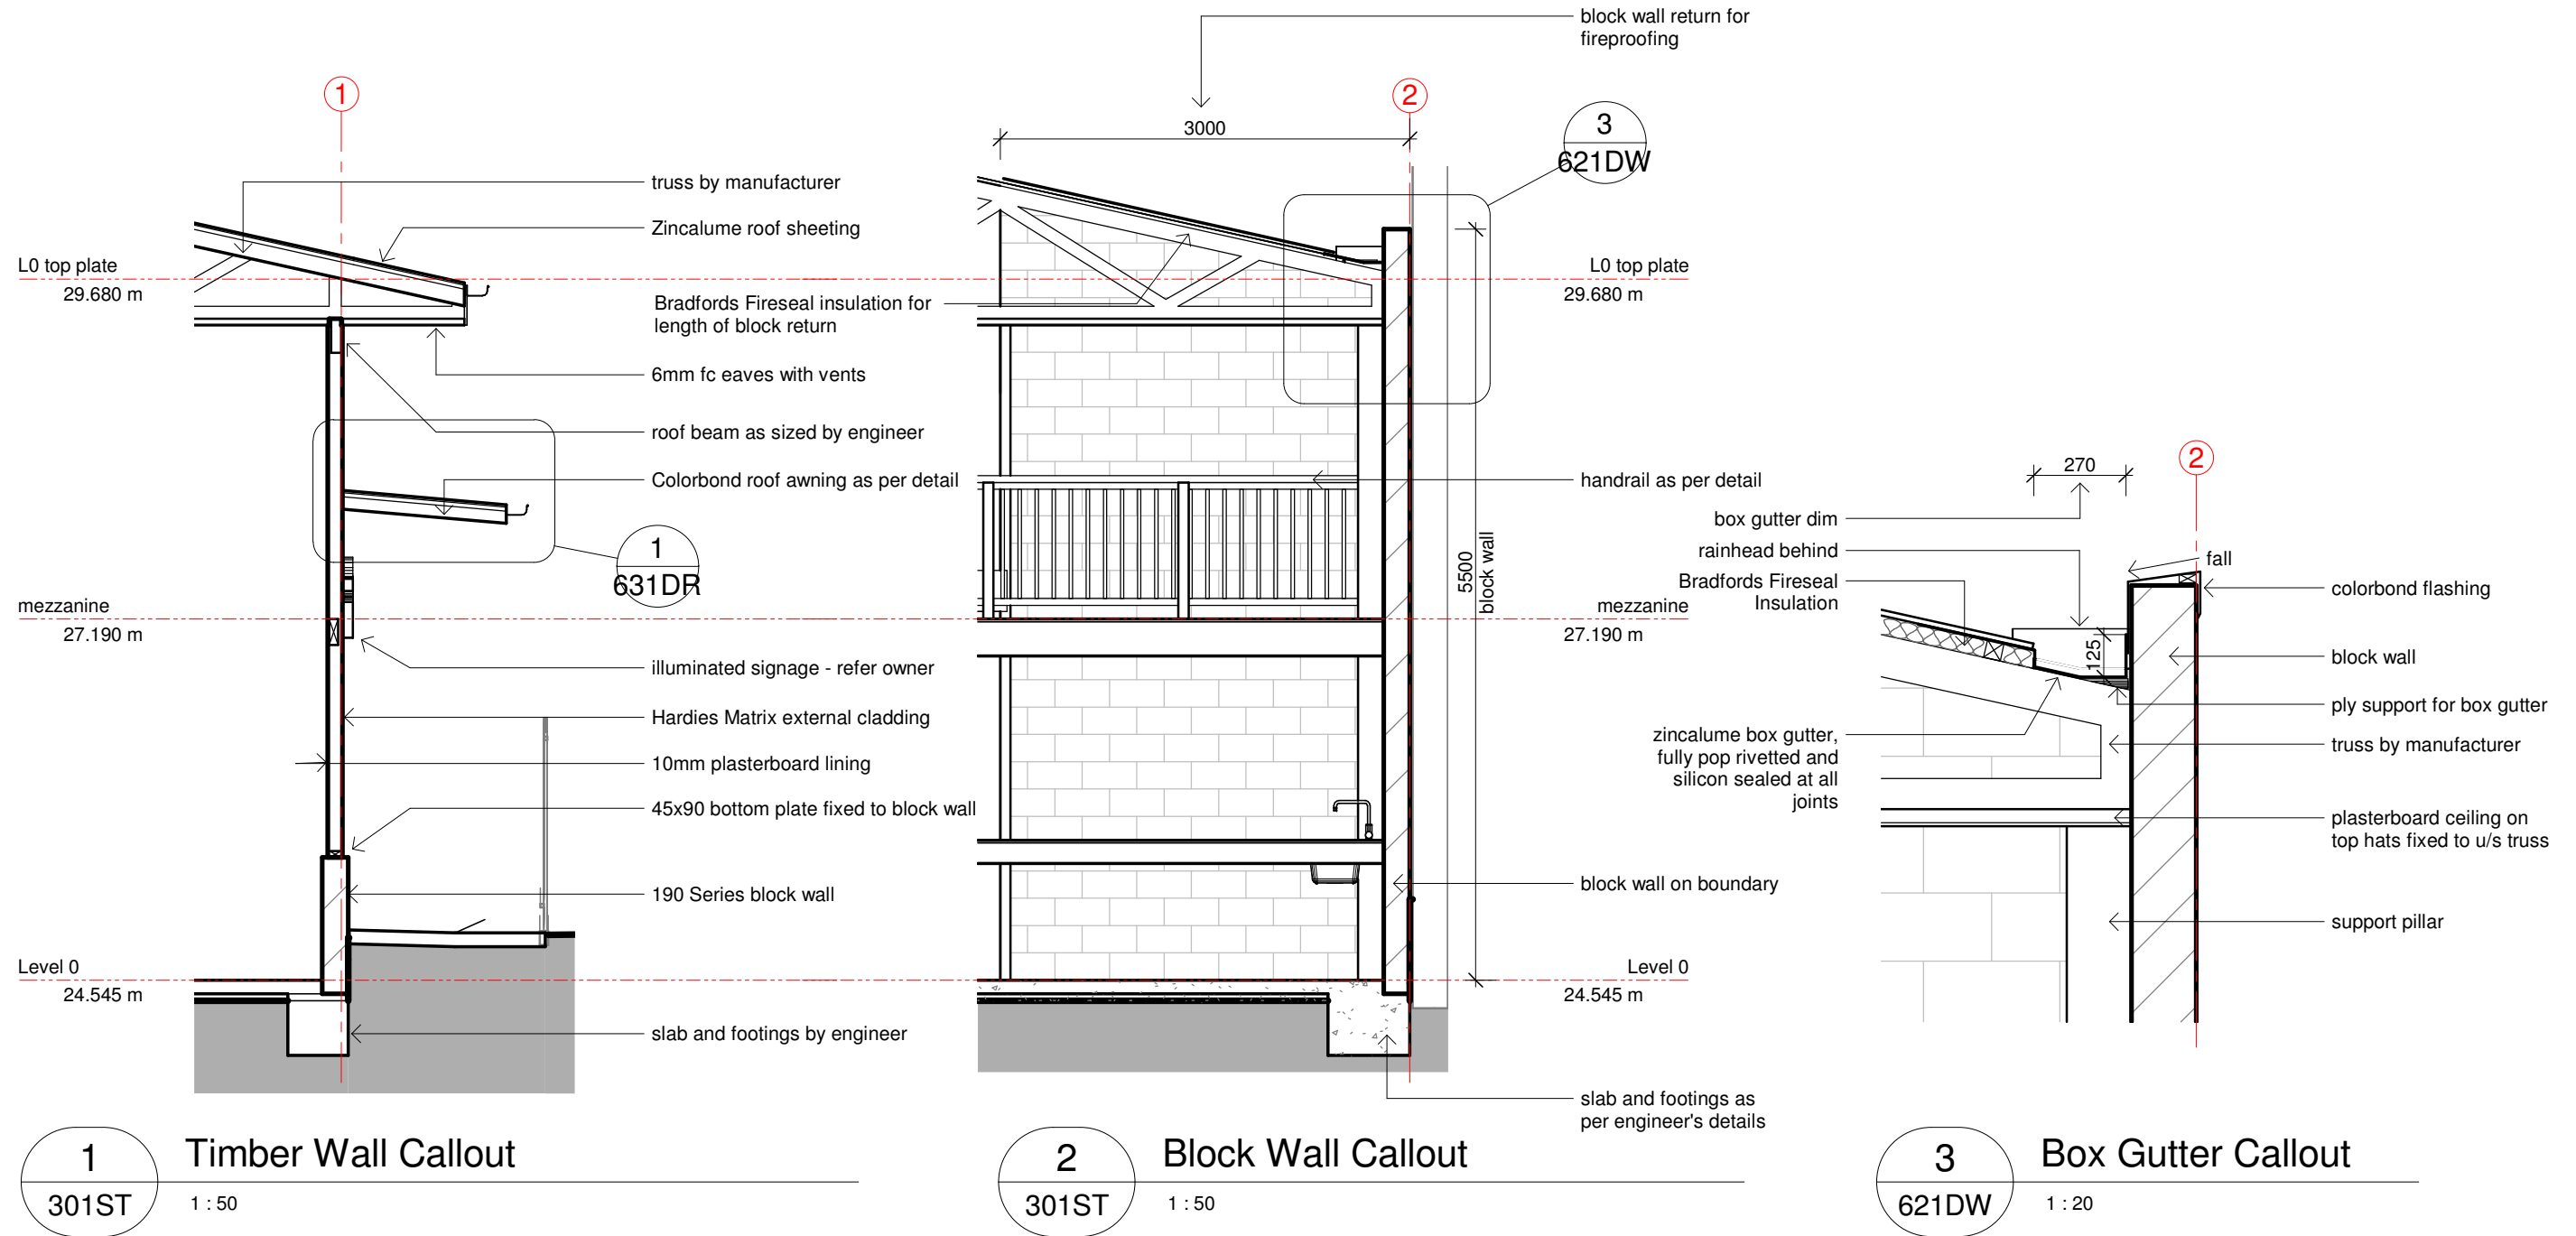 block wall return for
fireproofing
1
2
3
621DW
3000
truss by manufacturer
Zincalume roof sheeting
L0 top plate
29.680 m
Bradfords Fireseal insulation for
length of block return
6mm fc eaves with vents
roof beam as sized by engineer
Colorbond roof awning as per detail
1
631DR
mezzanine
27.190 m
illuminated signage - refer owner
Hardies Matrix external cladding
10mm plasterboard lining
45x90 bottom plate fixed to block wall
190 Series block wall
Level 0
24.545 m
slab and footings by engineer
L0 top plate
29.680 m
handrail as per detail
5500
block wall
mezzanine
27.190 m
block wall on boundary
Level 0
24.545 m
slab and footings as
per engineer's details
2
270
box gutter dim
rainhead behind
Bradfords Fireseal
Insulation
fall
colorbond flashing
125
block wall
ply support for box gutter
zincalume box gutter,
fully pop rivetted and
silicon sealed at all
joints
truss by manufacturer
plasterboard ceiling on
top hats fixed to u/s truss
support pillar
1
301ST
Timber Wall Callout
1 : 50
2
301ST
Block Wall Callout
1 : 50
3
621DW
Box Gutter Callout
1 : 20